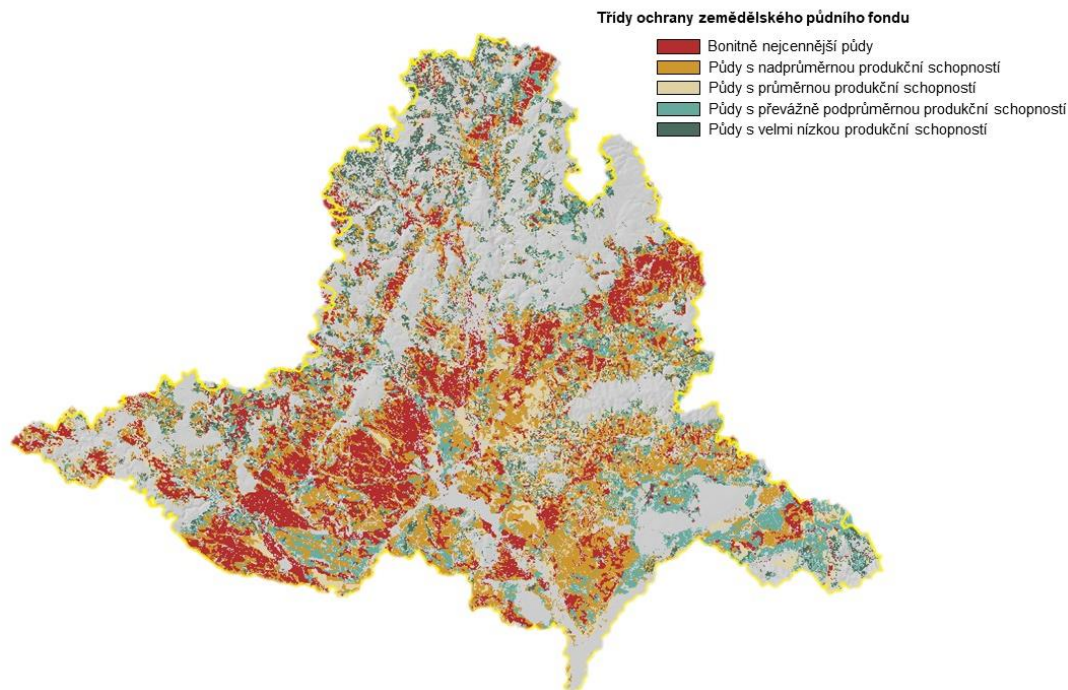 Třídy ochrany zemědělského půdního fondu
Bonitně nejcennější půdy
Půdy s nadprůměrnou produkční schopností
Půdy s průměrnou produkční schopností
Půdy s převážně podprůměrnou produkční schopností
Půdy s velmi nízkou produkční schopností